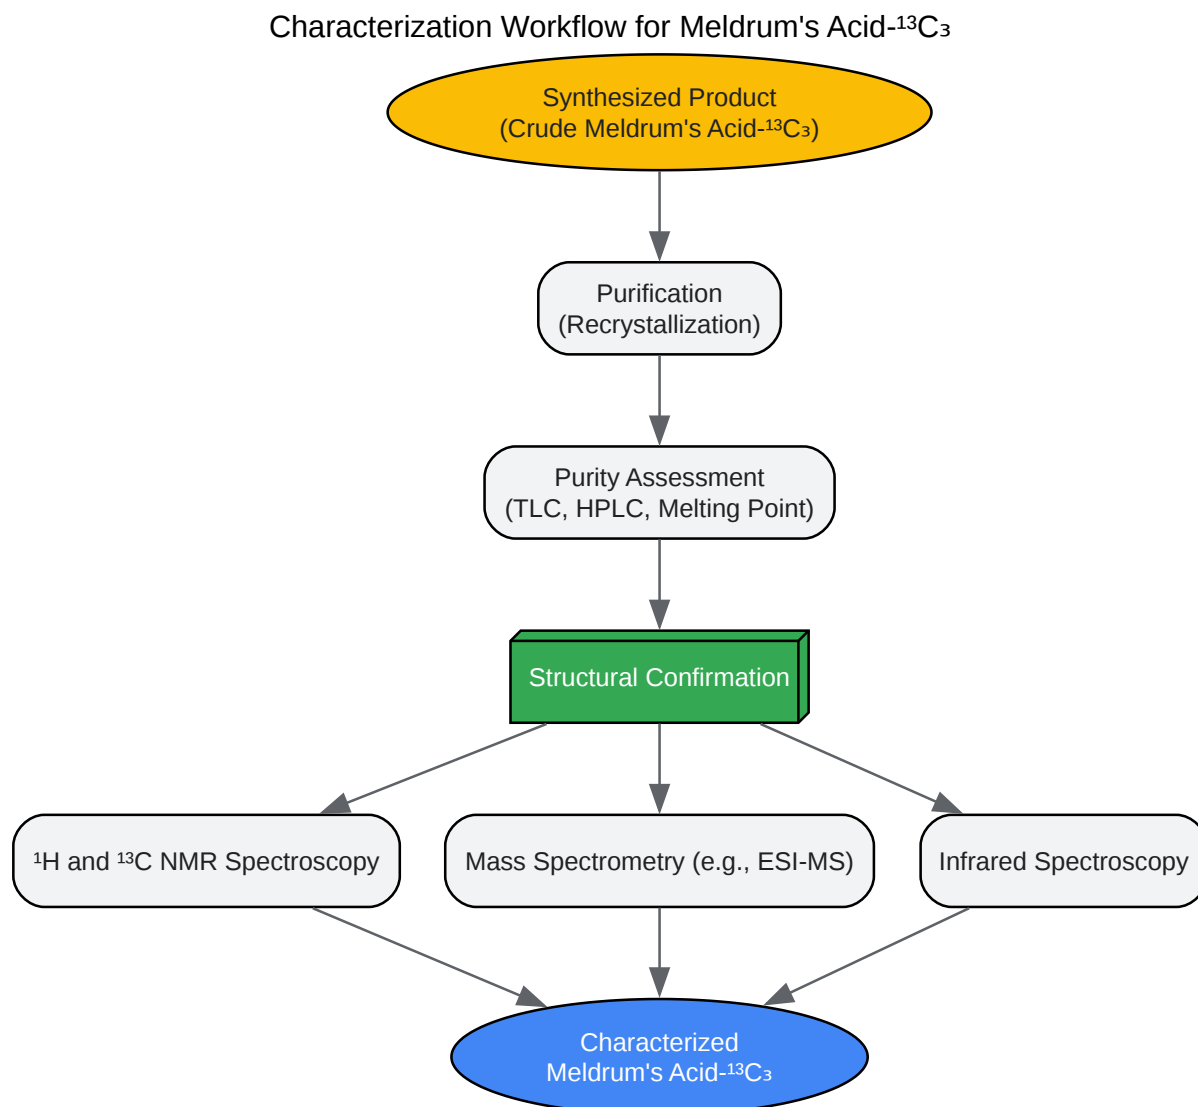 Characterization Workflow for Meldrum's Acid-¹³C₃
Synthesized Product
(Crude Meldrum's Acid-¹³C₃)
Purification
(Recrystallization)
Purity Assessment
(TLC, HPLC, Melting Point)
Structural Confirmation
¹H and ¹³C NMR Spectroscopy
Mass Spectrometry (e.g., ESI-MS)
Infrared Spectroscopy
Characterized
Meldrum's Acid-¹³C₃